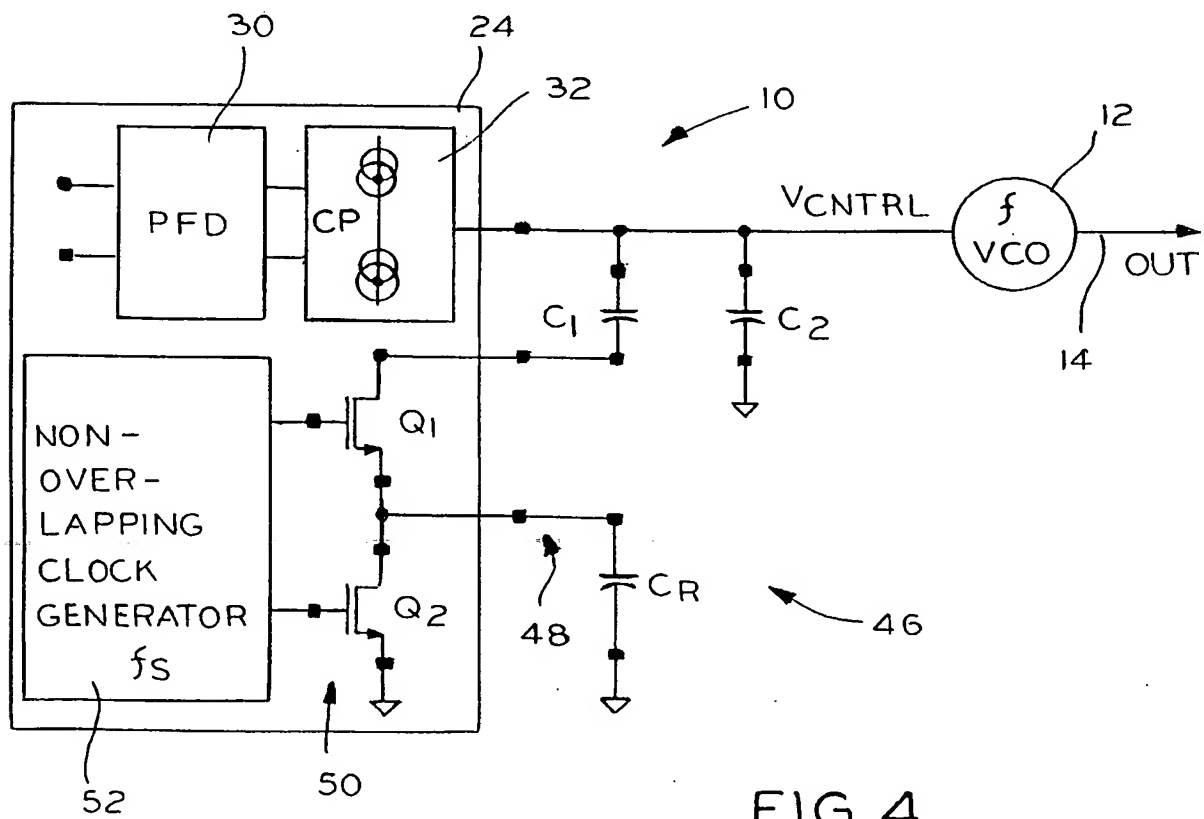 30
24
32
10
12
PFD
CP
VCNTRL
f
VCO
OUT
14
C1
C2
NON-
OVER-
LAPPING
CLOCK
GENERATOR
fS
Q1
Q2
CR
48
46
50
52
FIG 4